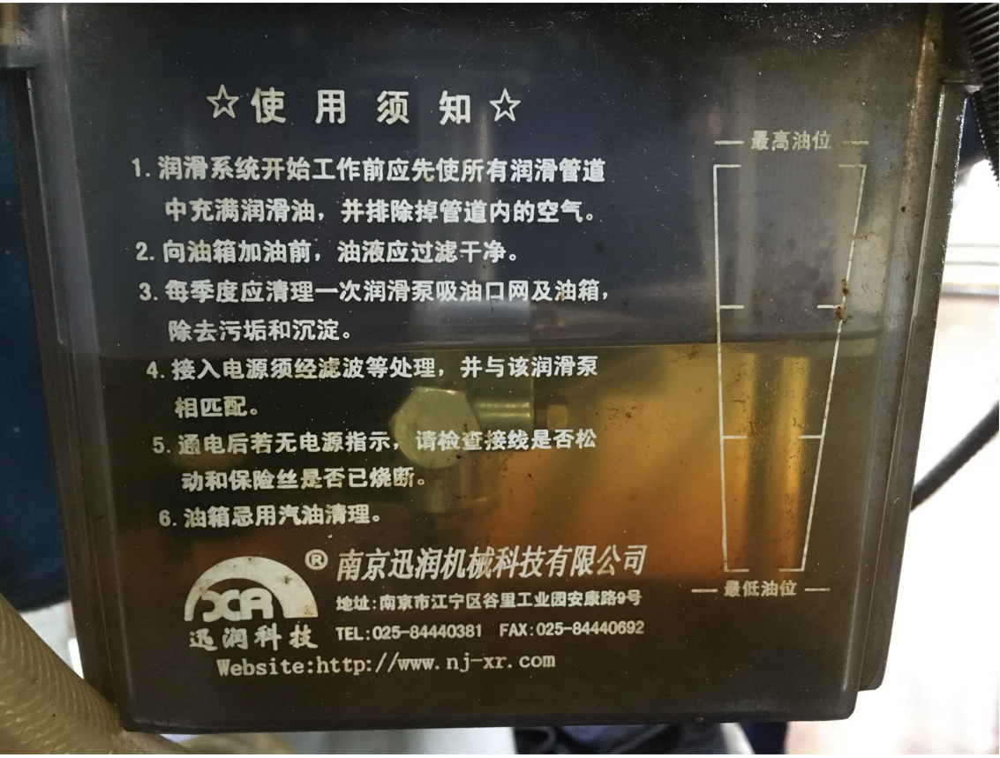 ☆使用须知☆
最高油位
1. 润滑系统开始工作前应先使所有润滑管道
中充满润滑油，并排除掉管道内的空气。
2. 向油箱加油前，油液应过滤干净。
3. 每季度应清理一次润滑泵吸油口网及油箱，
除去污垢和沉淀。
4. 接入电源须经滤波等处理，并与该润滑泵
相匹配。
5. 通电后若无电源指示，请检查接线是否松
动和保险丝是否已烧断。
6. 油箱忌用汽油清理。
最低油位
XR
迅润科技
®南京迅润机械科技有限公司
地址:南京市江宁区谷里工业园安康路9号
TEL:025-84440381 FAX:025-84440692
Website:http://www.nj-xr.com